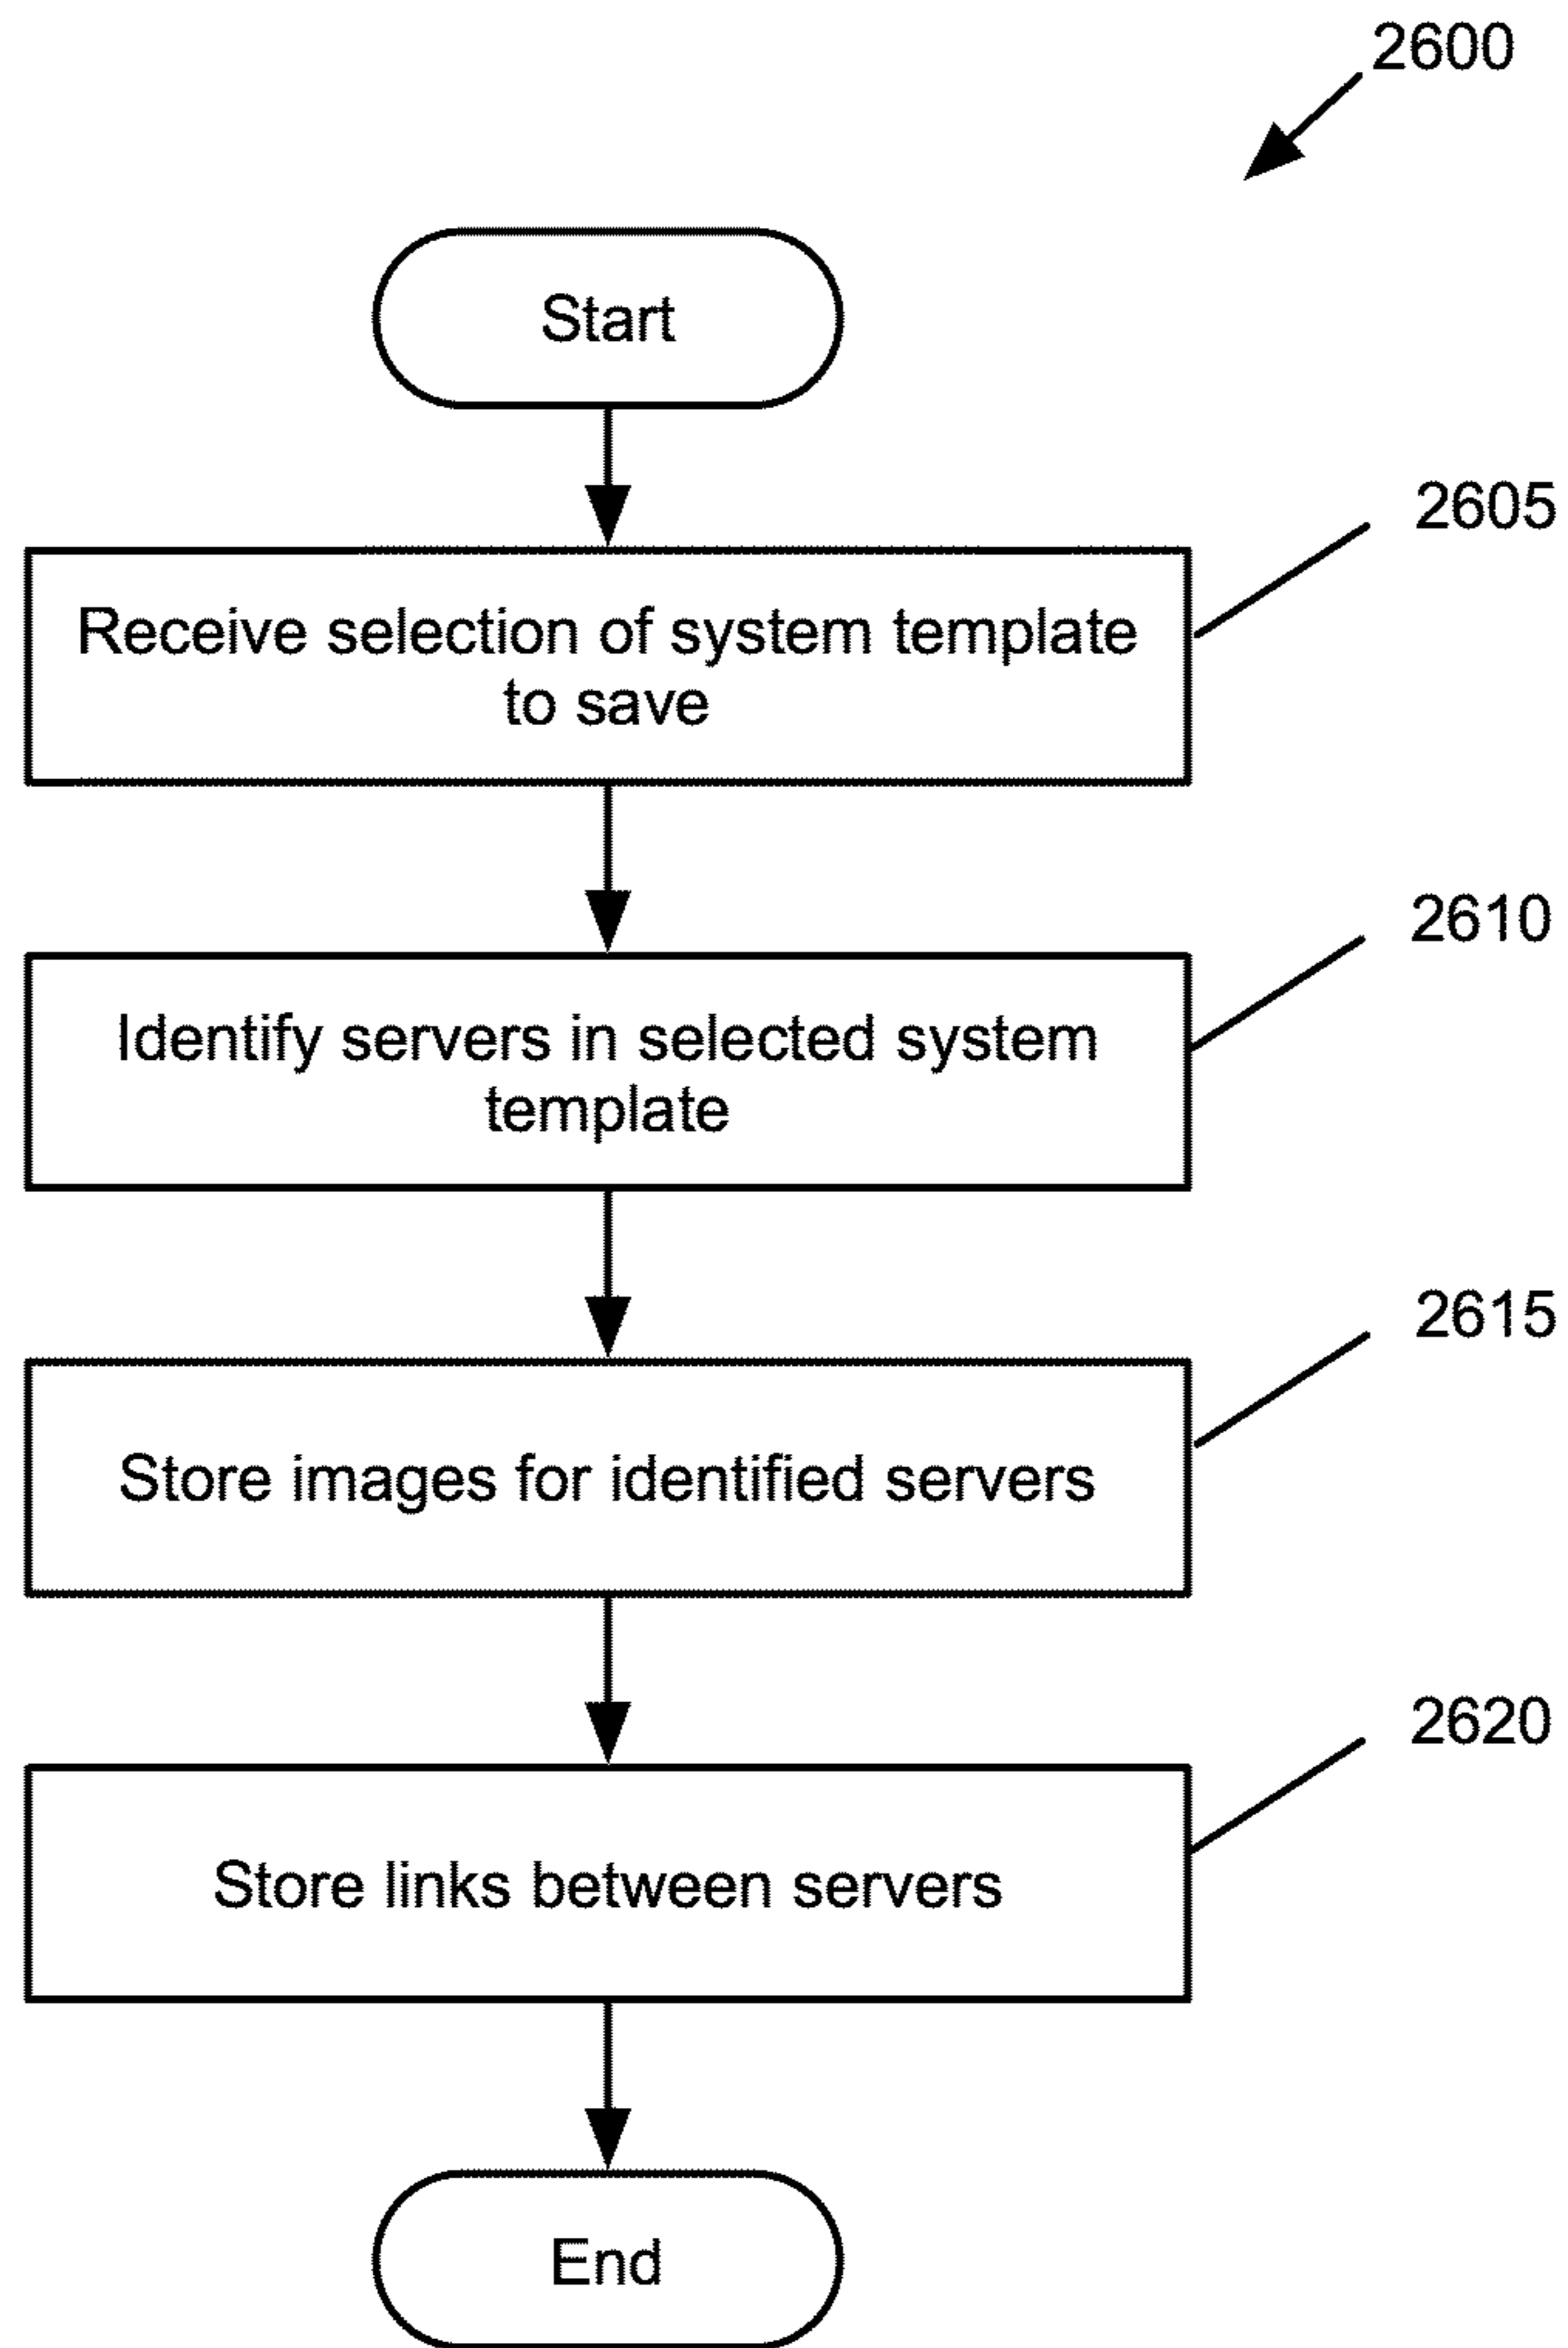 2600
Start
2605
Receive selection of system template
to save
2610
Identify servers in selected system
template
2615
Store images for identified servers
2620
Store links between servers
End